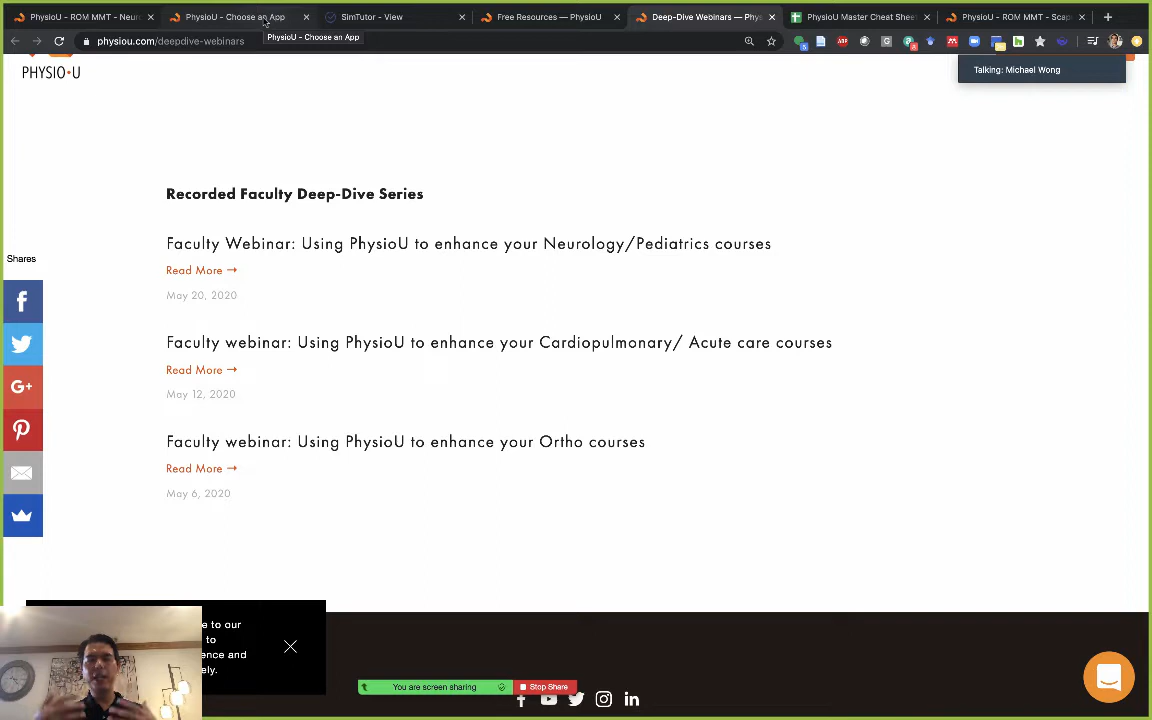 PhysioU - ROM MMT - Neur
PhysioU - Choose an App
SimTutor - View
Free Resources — PhysioU
Deep-Dive Webinars — Phys
PhysioU Master Cheat Sheet
PhysioU - ROM MMT - Scap
PhysioU - Choose an App
physiou.com/deepdive-webinars
Talking: Michael Wong
PHYSIO•U
Recorded Faculty Deep-Dive Series
Faculty Webinar: Using PhysioU to enhance your Neurology/Pediatrics courses
Read More →
May 20, 2020
Shares
Faculty webinar: Using PhysioU to enhance your Cardiopulmonary/ Acute care courses
Read More →
May 12, 2020
Faculty webinar: Using PhysioU to enhance your Ortho courses
Read More →
May 6, 2020
e to our
to
ence and
ely.
You are screen sharing
Stop Share